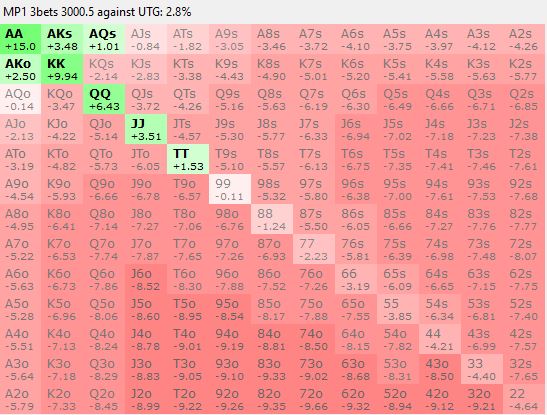 MP1 3bets 3000.5 against UTG: 2.8%
AA AKs AQs AJs ATs A9s A8s A7s A6s A5s A4s A3s A2s
+15.0 +3.48 +1.01 -0.84 -1.82 -3.05 -3.46 -3.72 -4.10 -3.75 -3.97 -4.12 -4.26
AKo KK KQs KJs KTs K9s K8s K7s K6s K5s K4s K3s K2s
+2.50 +9.94 -2.14 -2.83 -3.38 -4.43 -4.90 -5.01 -5.20 -5.41 -5.58 -5.63 -5.77
AQo KQo QQ QJs QTs Q9s Q8s Q7s Q6s Q5s Q4s Q3s Q2s
-0.14 -3.47 +6.43 -3.72 -4.26 -5.16 -5.63 -6.19 -6.30 -6.49 -6.66 -6.71 -6.85
AJo KJo QJo JJ JTs J9s J8s J7s J6s J5s J4s J3s J2s
-2.13 -4.22 -5.14 +3.51 -4.57 -5.30 -5.77 -6.33 -6.94 -7.02 -7.18 -7.23 -7.38
ATo KTo QTo JTo TT T9s T8s T7s T6s T5s T4s T3s T2s
-3.19 -4.82 -5.73 -6.05 +1.53 -5.10 -5.57 -6.13 -6.75 -7.35 -7.41 -7.46 -7.61
A9o K9o Q9o J9o T9o 99 98s 97s 96s 95s 94s 93s 92s
-4.54 -5.93 -6.66 -6.78 -6.57 -0.11 -5.32 -5.80 -6.38 -7.00 -7.61 -7.53 -7.68
A8o K8o Q8o J8o T8o 98o 88 87s 86s 85s 84s 83s 82s
-4.95 -6.41 -7.14 -7.27 -7.06 -6.76 -1.24 -5.50 -6.05 -6.66 -7.27 -7.76 -7.77
A7o K7o Q7o J7o T7o 97o 87o 77 76s 75s 74s 73s 72s
-5.22 -6.53 -7.74 -7.87 -7.65 -7.26 -6.93 -2.23 -5.81 -6.39 -6.98 -7.48 -8.07
A6o K6o Q6o J6o T6o 96o 86o 76o 66 65s 64s 63s 62s
-5.63 -6.73 -7.86 -8.52 -8.30 -7.88 -7.52 -7.26 -3.19 -6.09 -6.65 -7.15 -7.75
A5o K5o Q5o J5o T5o 95o 85o 75o 65o 55 54s 53s 52s
-5.28 -6.96 -8.06 -8.60 -8.95 -8.54 -8.17 -7.88 -7.55 -3.85 -6.34 -6.81 -7.40
A4o K4o Q4o J4o T4o 94o 84o 74o 64o 54o 44 43s 42s
-5.51 -7.13 -8.24 -8.78 -9.01 -9.19 -8.81 -8.50 -8.15 -7.82 -4.21 -6.99 -7.57
A3o K3o Q3o J3o T3o 93o 83o 73o 63o 53o 43o 33 32s
-5.64 -7.18 -8.29 -8.83 -9.05 -9.10 -9.33 -9.02 -8.68 -8.31 -8.50 -4.40 -7.65
A2o K2o Q2o J2o T2o 92o 82o 72o 62o 52o 42o 32o 22
-5.79 -7.33 -8.45 -8.99 -9.22 -9.26 -9.35 -9.66 -9.32 -8.94 -9.12 -9.21 -4.64